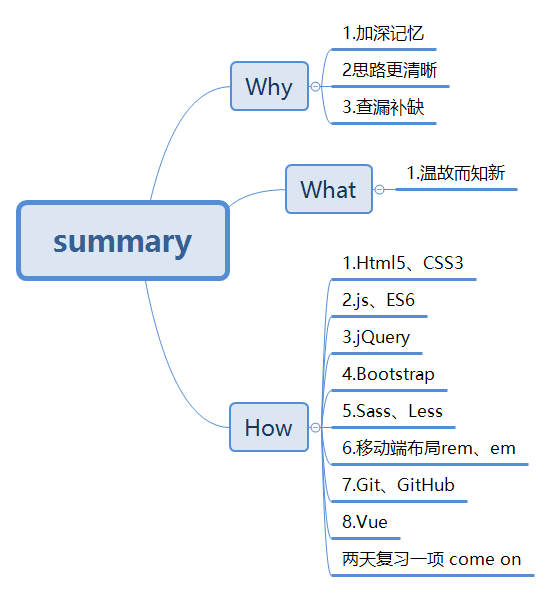 summary
Why
1.加深记忆
2思路更清晰
3.查漏补缺
What
1.温故而知新
How
1.Html5、CSS3
2.js、ES6
3.jQuery
4.Bootstrap
5.Sass、Less
6.移动端布局rem、em
7.Git、GitHub
8.Vue
两天复习一项 come on